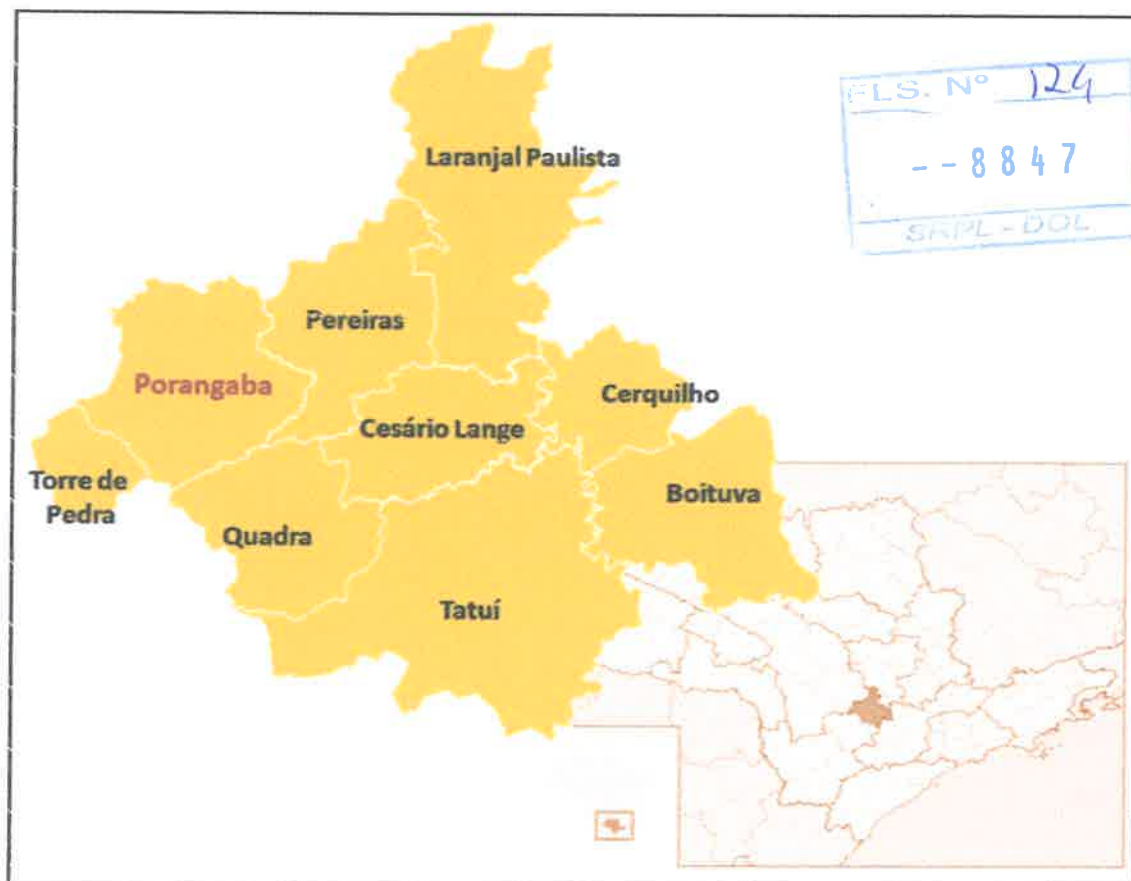 FLS. Nº 124
--8847
SRPL - DOL
Laranjal Paulista
Pereiras
Porangaba
Cerquilho
Cesário Lange
Torre de
Pedra
Boituva
Quadra
Tatuí